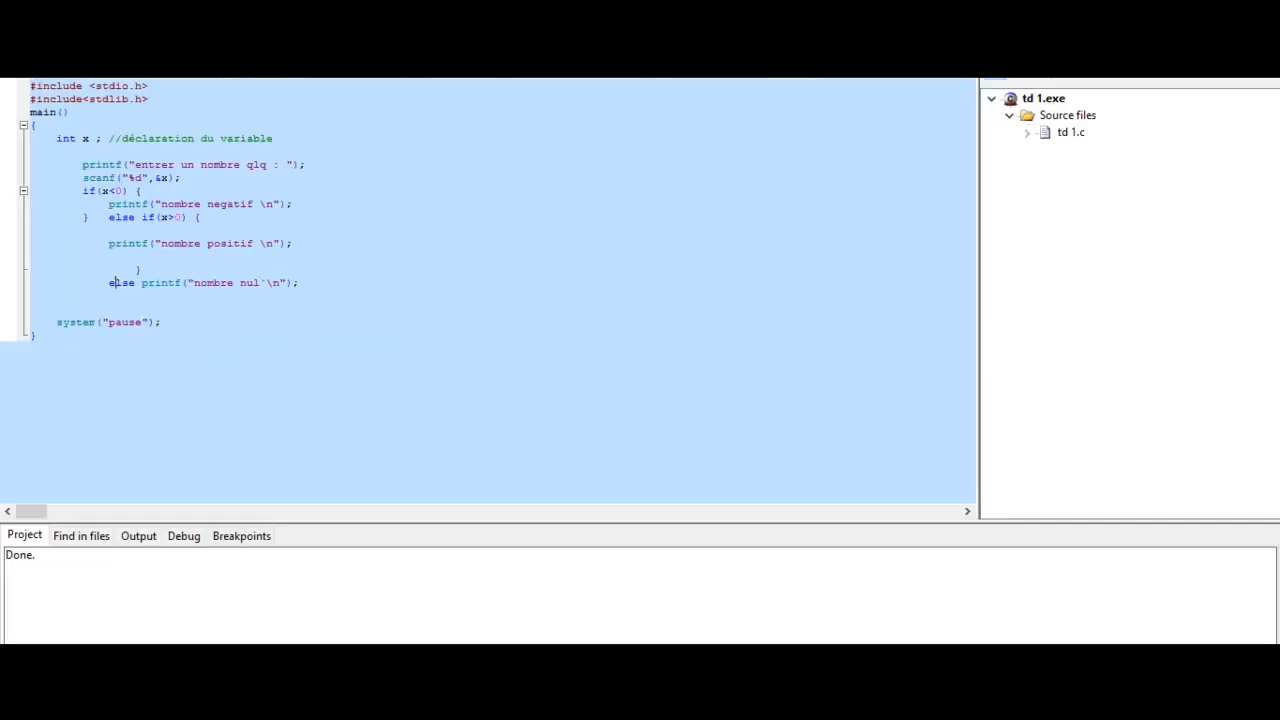 #include <stdio.h>
#include<stdlib.h>
main()
{
int x ; //déclaration du variable
printf("entrer un nombre qlq : ");
scanf("%d",&x);
if(x<0) {
printf("nombre negatif \n");
} else if(x>0) {
printf("nombre positif \n");
}
else printf("nombre nul`\n");
system("pause");
}
td 1.exe
Source files
td 1.c
Project Find in files Output Debug Breakpoints
Done.